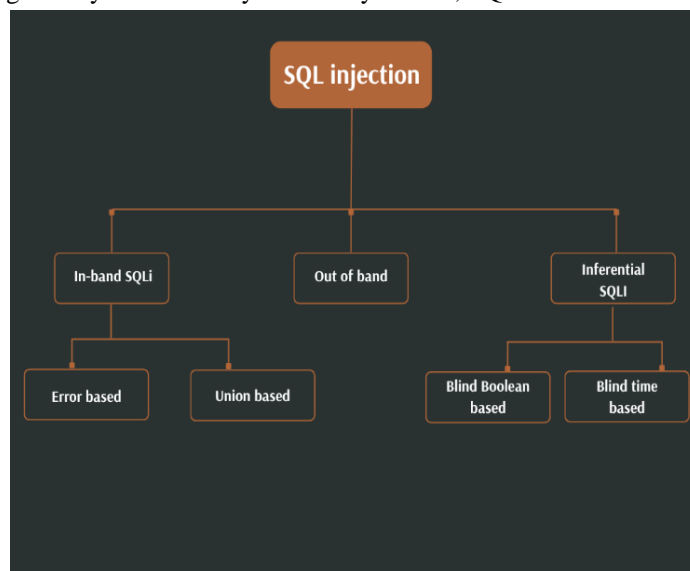 SQL injection
In-band SQLi
Out of band
Inferential
SQLI
Error based
Union based
Blind Boolean
based
Blind time
based